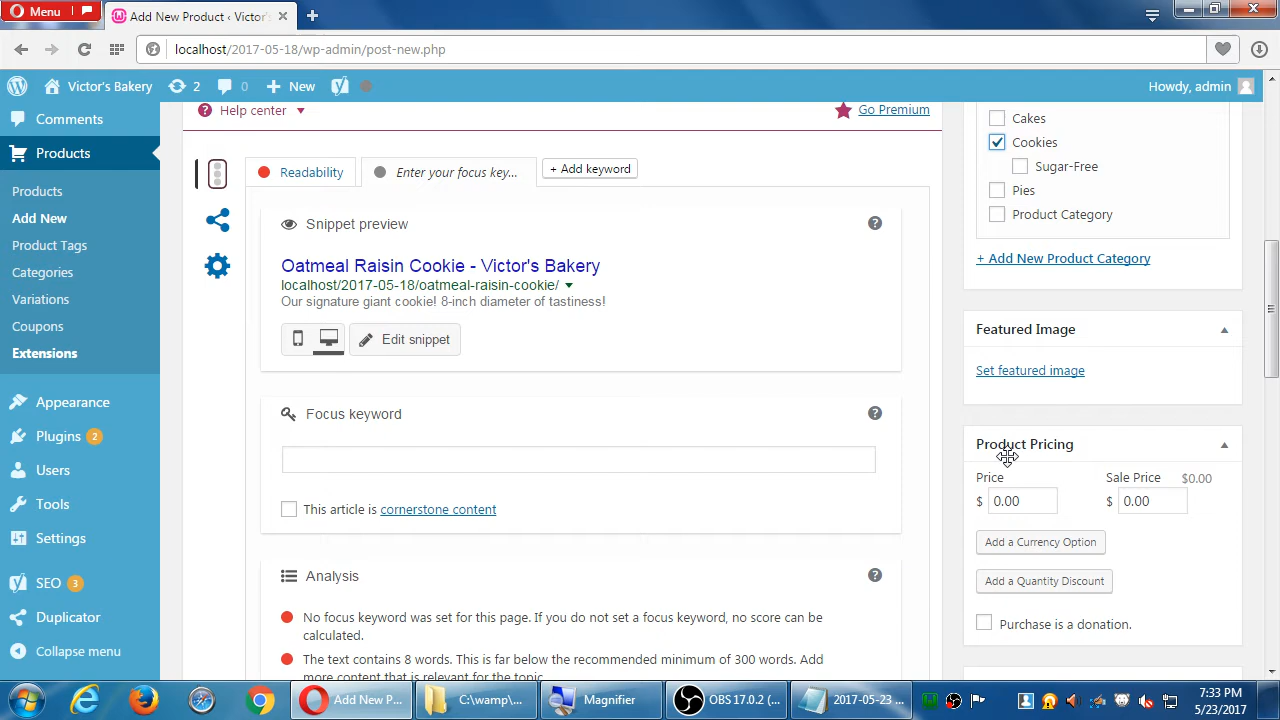 Menu
Add New Product ‹ Victor's
localhost/2017-05-18/wp-admin/post-new.php
Victor's Bakery
2
0
New
Howdy, admin
Comments
Products
Products
Add New
Product Tags
Categories
Variations
Coupons
Extensions
Appearance
Plugins 2
Users
Tools
Settings
SEO 3
Duplicator
Collapse menu
Help center
Go Premium
Readability
Enter your focus key...
+ Add keyword
Snippet preview
Oatmeal Raisin Cookie - Victor's Bakery
localhost/2017-05-18/oatmeal-raisin-cookie/
Our signature giant cookie! 8-inch diameter of tastiness!
Edit snippet
Focus keyword
This article is cornerstone content
Analysis
No focus keyword was set for this page. If you do not set a focus keyword, no score can be
calculated.
The text contains 8 words. This is far below the recommended minimum of 300 words. Add
more content that is relevant for the topic.
Cakes
Cookies
Sugar-Free
Pies
Product Category
+ Add New Product Category
Featured Image
Set featured image
Product Pricing
Price
Sale Price $0.00
$ 0.00
$ 0.00
Add a Currency Option
Add a Quantity Discount
Purchase is a donation.
Add New P...
C:\wamp\...
Magnifier
OBS 17.0.2 (...
2017-05-23 ...
7:33 PM
5/23/2017